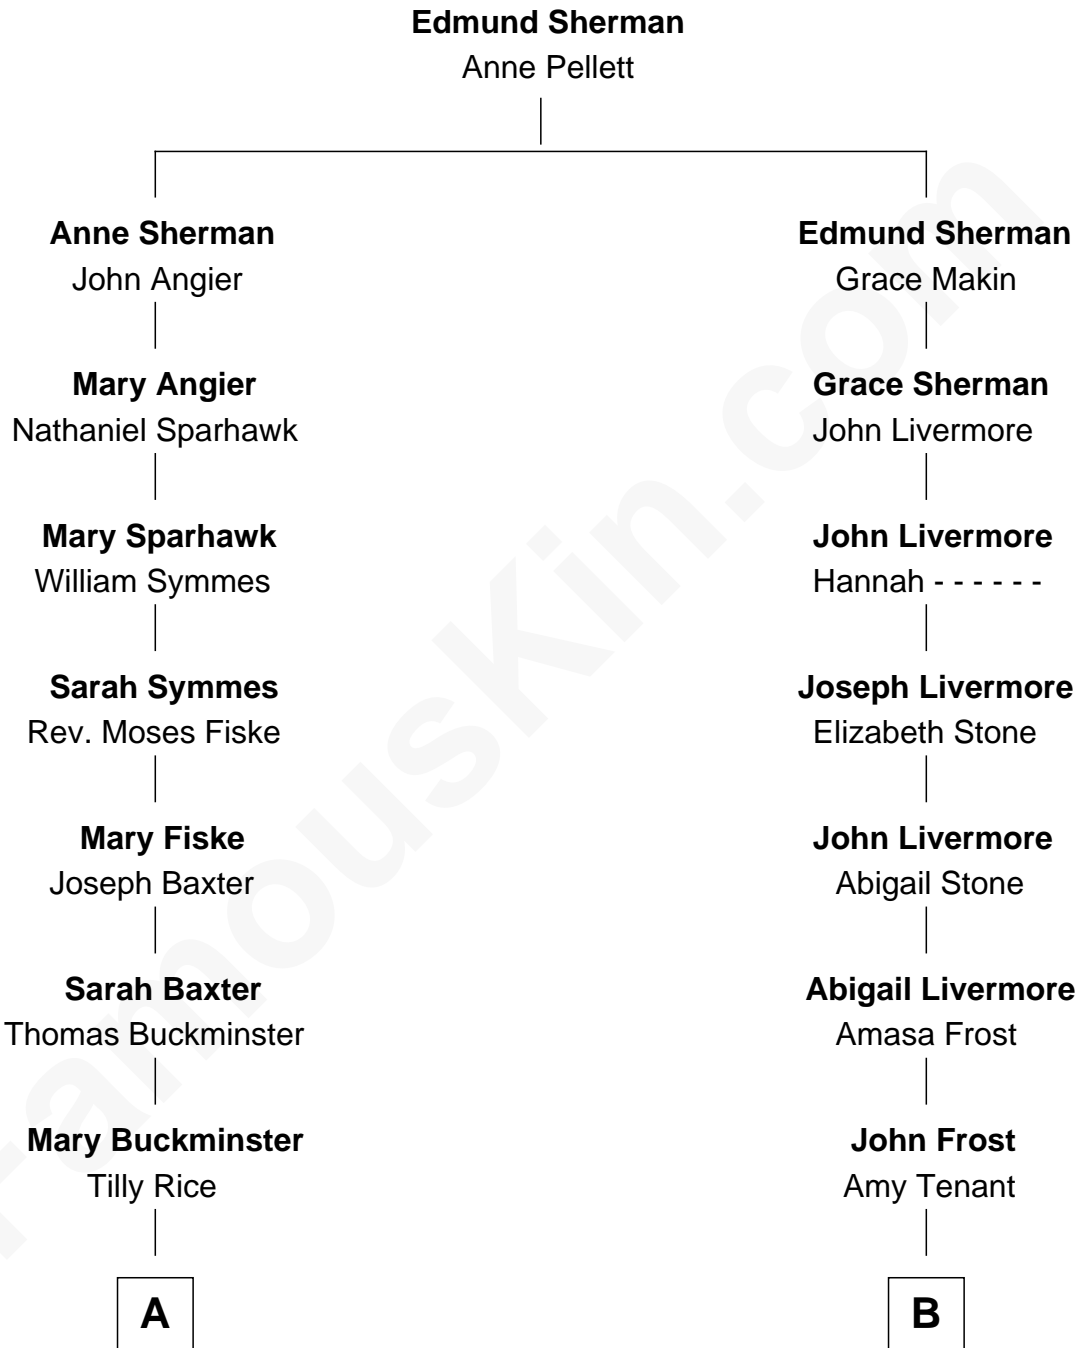 Edmund Sherman
Anne Pellett
Anne Sherman
John Angier
Edmund Sherman
Grace Makin
Mary Angier
Nathaniel Sparhawk
Grace Sherman
John Livermore
Mary Sparhawk
William Symmes
John Livermore
Hannah - - - - - -
Sarah Symmes
Rev. Moses Fiske
Joseph Livermore
Elizabeth Stone
Mary Fiske
Joseph Baxter
John Livermore
Abigail Stone
Sarah Baxter
Thomas Buckminster
Abigail Livermore
Amasa Frost
Mary Buckminster
Tilly Rice
John Frost
Amy Tenant
A
B
FamousKin.com